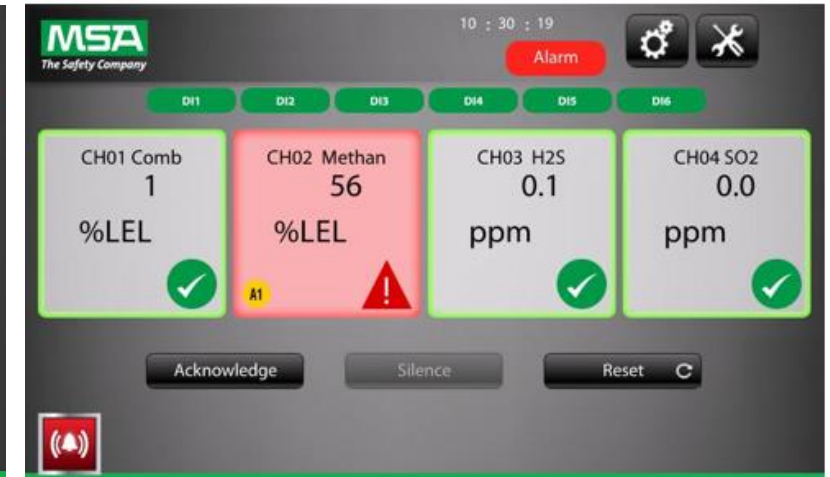 MSA
The Safety Company
10 : 30 : 19
Alarm
DI1 DI2 DI3 DI4 DI5 DI6
CH01 Comb
1
%LEL
CH02 Methan
56
%LEL
A1
CH03 H2S
0.1
ppm
CH04 SO2
0.0
ppm
Acknowledge Silence Reset